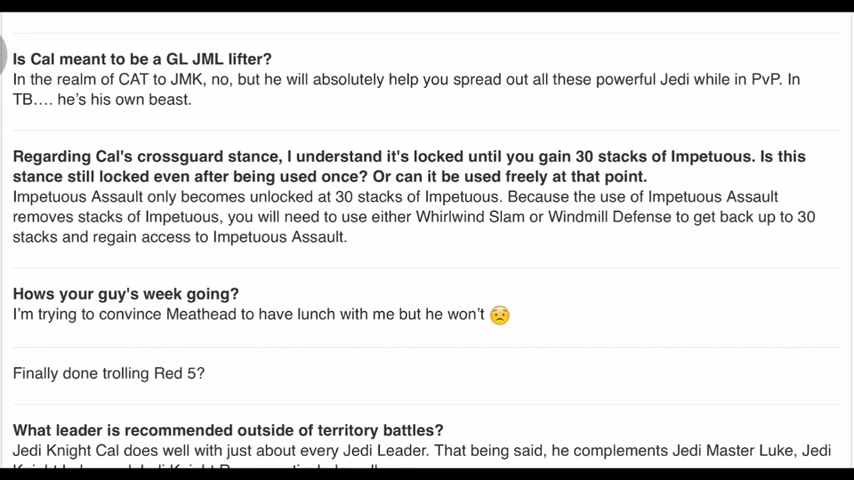 Is Cal meant to be a GL JML lifter?
In the realm of CAT to JMK, no, but he will absolutely help you spread out all these powerful Jedi while in PvP. In
TB…. he's his own beast.
Regarding Cal's crossguard stance, I understand it's locked until you gain 30 stacks of Impetuous. Is this
stance still locked even after being used once? Or can it be used freely at that point.
Impetuous Assault only becomes unlocked at 30 stacks of Impetuous. Because the use of Impetuous Assault
removes stacks of Impetuous, you will need to use either Whirlwind Slam or Windmill Defense to get back up to 30
stacks and regain access to Impetuous Assault.
Hows your guy's week going?
I'm trying to convince Meathead to have lunch with me but he won't 😟
Finally done trolling Red 5?
What leader is recommended outside of territory battles?
Jedi Knight Cal does well with just about every Jedi Leader. That being said, he complements Jedi Master Luke, Jedi